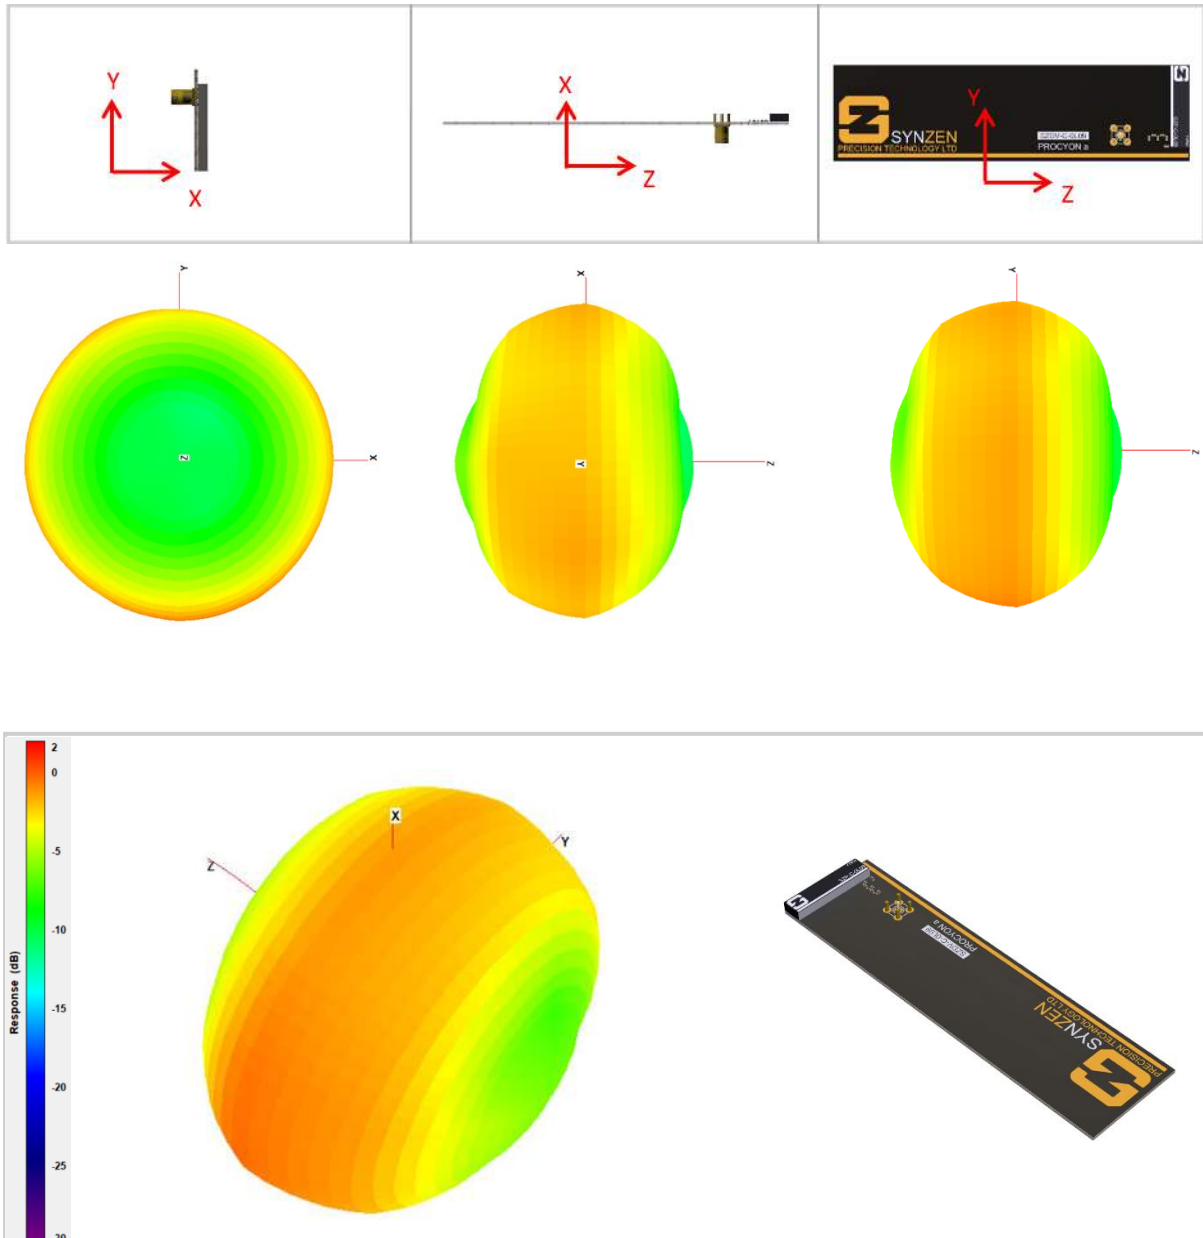 Y
X
X
Z
Y
Z
SYNZEN
PRECISION TECHNOLOGY LTD
PROCYON a
Y
X
Z
X
Z
Y
Y
Z
2
0
-5
-10
-15
-20
-25
-30
Response (dB)
X
Y
Z
PROCYON a
SYNZEN
PRECISION TECHNOLOGY LTD